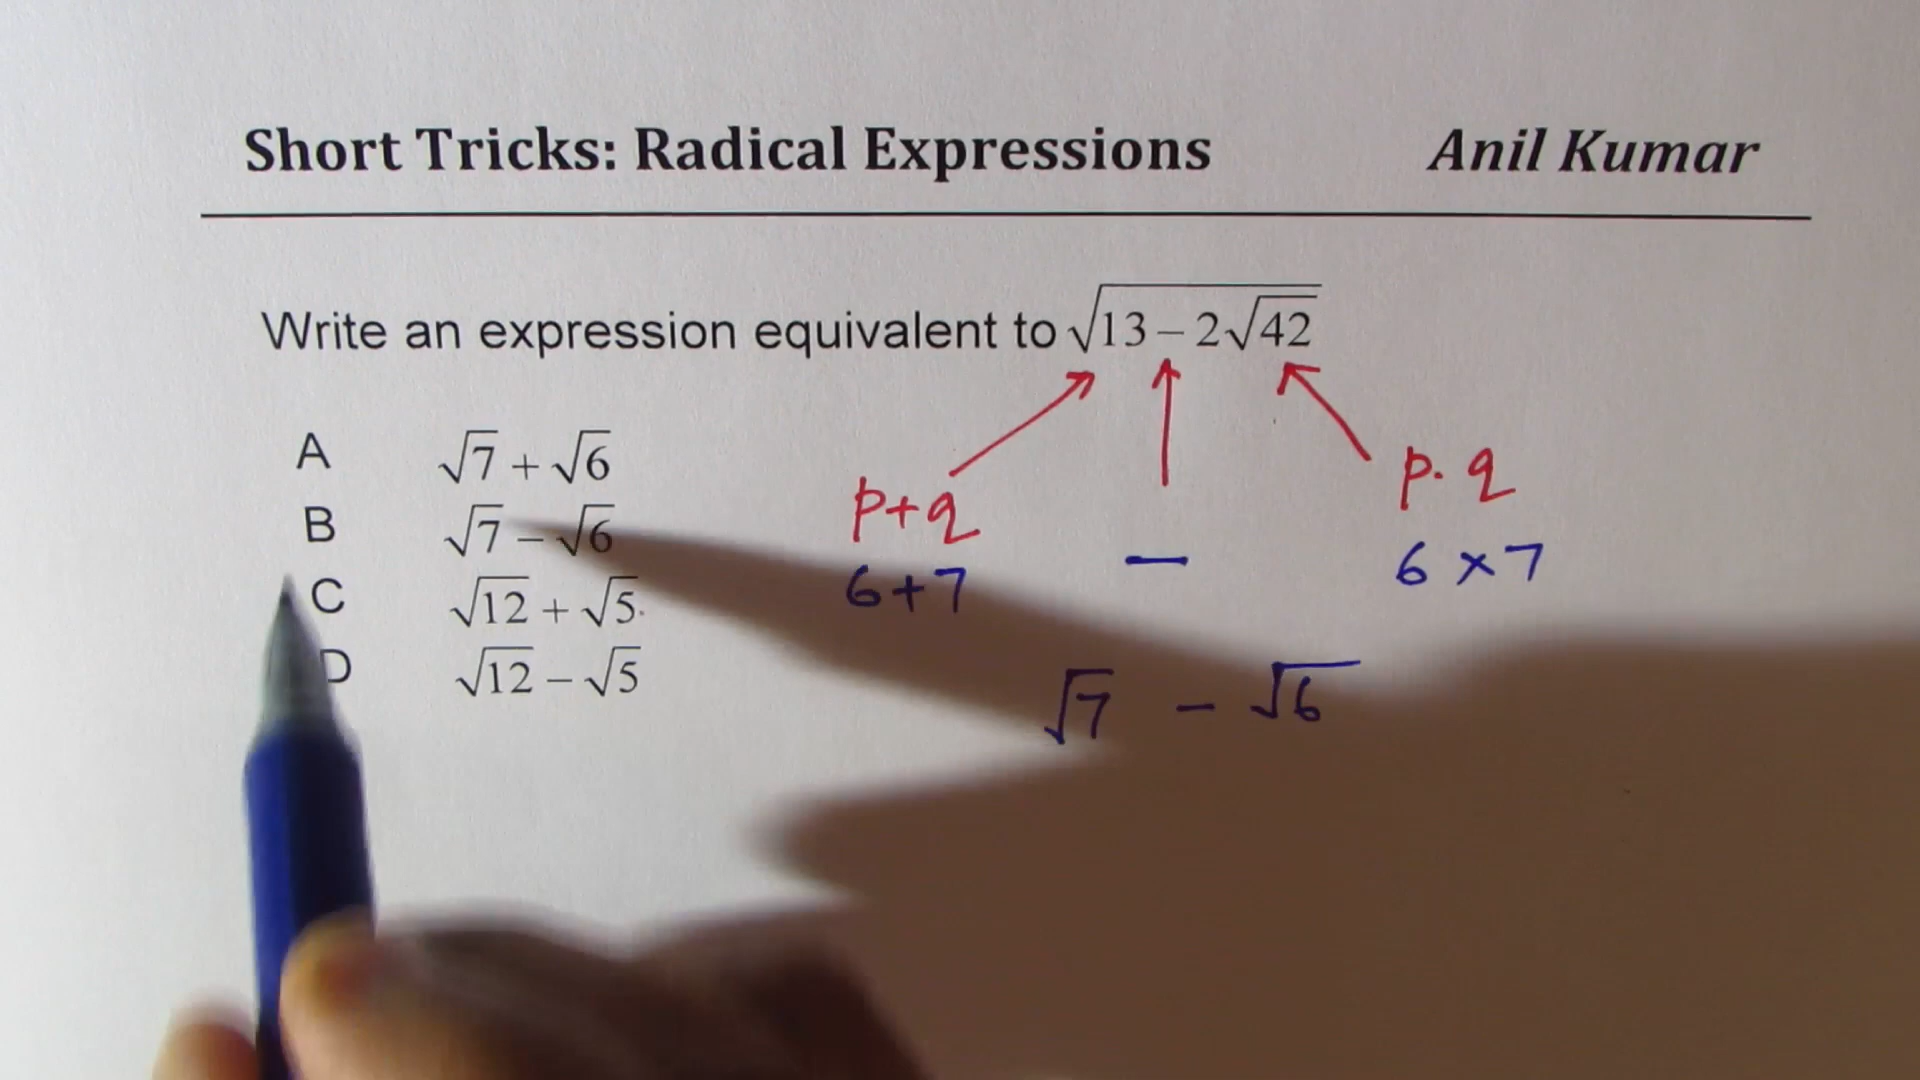 Short Tricks: Radical Expressions Anil Kumar
Write an expression equivalent to √(13 – 2√42)
A √7 + √6
B √7 – √6
C √12 + √5
D √12 – √5
p+q p·q
6+7 – 6×7
√7 – √6